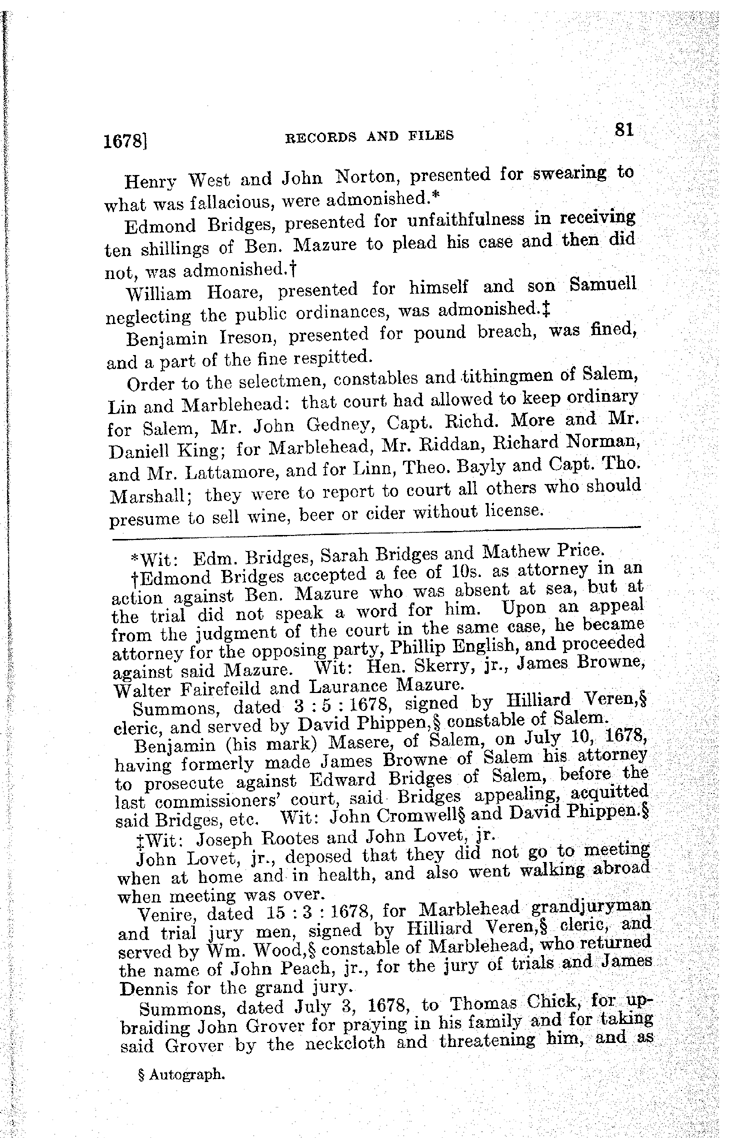 1678] RECORDS AND FILES 81
Henry West and John Norton, presented for swearing to
what was fallacious, were admonished.*
Edmond Bridges, presented for unfaithfulness in receiving
ten shillings of Ben. Mazure to plead his case and then did
not, was admonished.†
William Hoare, presented for himself and son Samuell
neglecting the public ordinances, was admonished.‡
Benjamin Ireson, presented for pound breach, was fined,
and a part of the fine respitted.
Order to the selectmen, constables and tithingmen of Salem,
Lin and Marblehead: that court had allowed to keep ordinary
for Salem, Mr. John Gedney, Capt. Richd. More and Mr.
Daniell King; for Marblehead, Mr. Riddan, Richard Norman,
and Mr. Lattamore, and for Linn, Theo. Bayly and Capt. Tho.
Marshall; they were to report to court all others who should
presume to sell wine, beer or cider without license.
*Wit: Edm. Bridges, Sarah Bridges and Mathew Price.
†Edmond Bridges accepted a fee of 10s. as attorney in an
action against Ben. Mazure who was absent at sea, but at
the trial did not speak a word for him. Upon an appeal
from the judgment of the court in the same case, he became
attorney for the opposing party, Phillip English, and proceeded
against said Mazure. Wit: Hen. Skerry, jr., James Browne,
Walter Fairefeild and Laurance Mazure.
Summons, dated 3 : 5 : 1678, signed by Hilliard Veren,§
cleric, and served by David Phippen,§ constable of Salem.
Benjamin (his mark) Masere, of Salem, on July 10, 1678,
having formerly made James Browne of Salem his attorney
to prosecute against Edward Bridges of Salem, before the
last commissioners' court, said Bridges appealing, acquitted
said Bridges, etc. Wit: John Cromwell§ and David Phippen.§
‡Wit: Joseph Rootes and John Lovet, jr.
John Lovet, jr., deposed that they did not go to meeting
when at home and in health, and also went walking abroad
when meeting was over.
Venire, dated 15 : 3 : 1678, for Marblehead grandjuryman
and trial jury men, signed by Hilliard Veren,§ cleric, and
served by Wm. Wood,§ constable of Marblehead, who returned
the name of John Peach, jr., for the jury of trials and James
Dennis for the grand jury.
Summons, dated July 3, 1678, to Thomas Chick, for up-
braiding John Grover for praying in his family and for taking
said Grover by the neckcloth and threatening him, and as
§ Autograph.